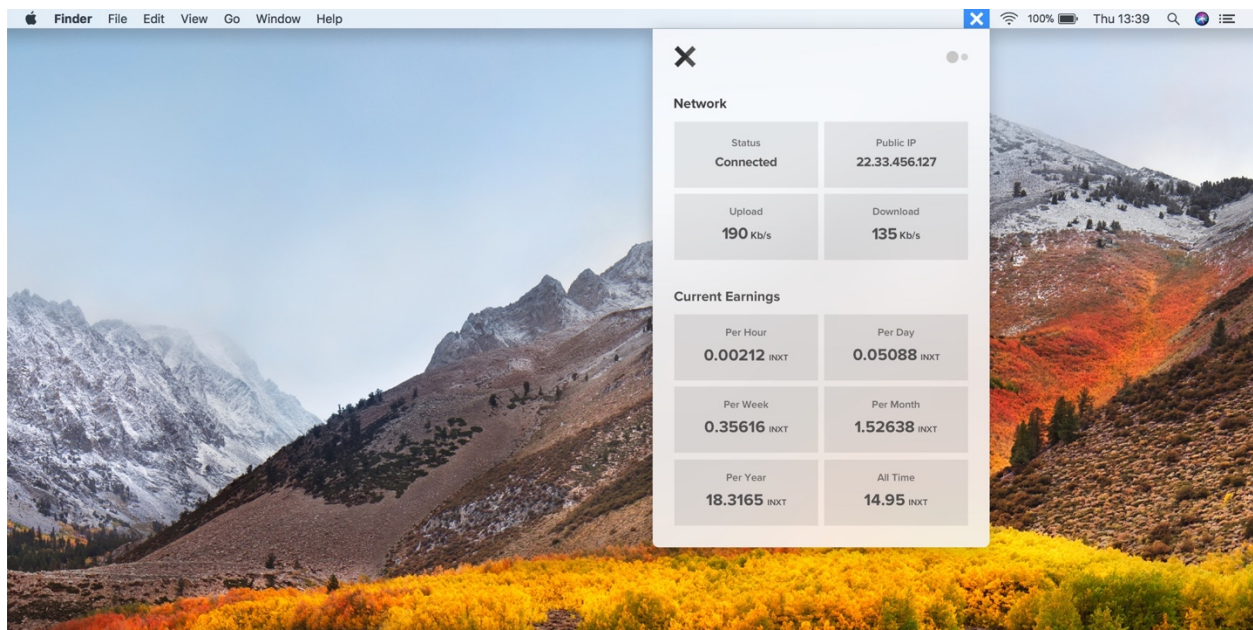 Finder File Edit View Go Window Help 100% Thu 13:39
Network
Status Public IP
Connected 22.33.456.127
Upload Download
190 Kb/s 135 Kb/s
Current Earnings
Per Hour Per Day
0.00212 INXT 0.05088 INXT
Per Week Per Month
0.35616 INXT 1.52638 INXT
Per Year All Time
18.3165 INXT 14.95 INXT